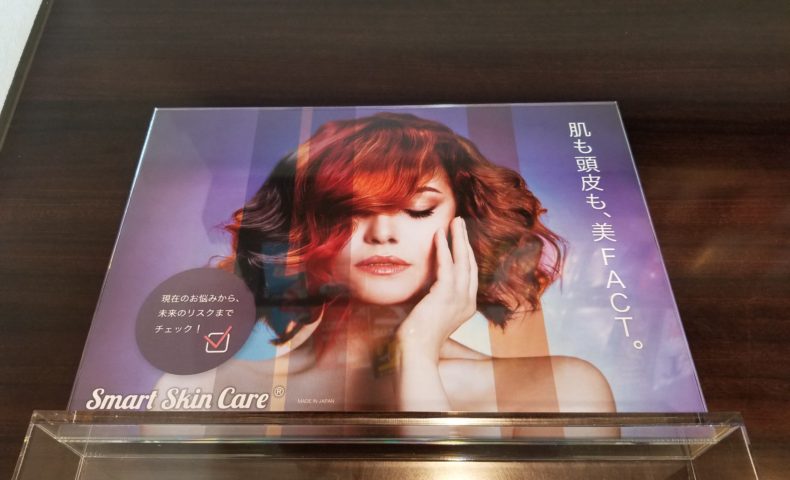 肌も頭皮も、美FACT。
現在のお悩みから、
未来のリスクまで
チェック！
Smart Skin Care®
MADE IN JAPAN